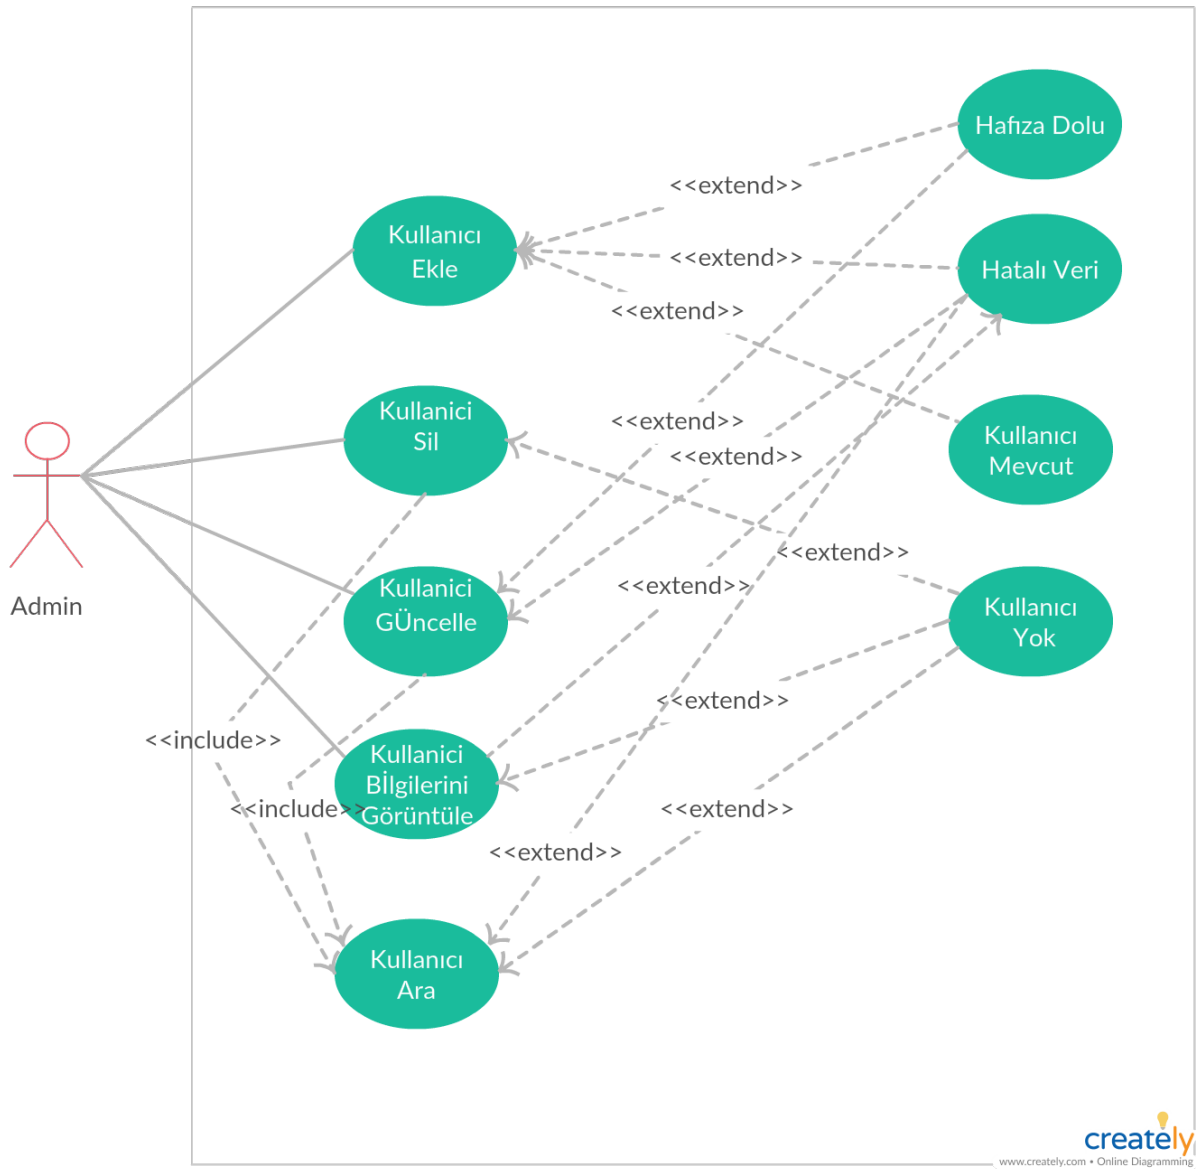 Hafıza Dolu
<<extend>>
Kullanıcı
Ekle
<<extend>>
Hatalı Veri
<<extend>>
Kullanici
Sil
<<extend>>
Kullanıcı
Mevcut
<<extend>>
<<extend>>
Kullanici
GÜncelle
<<extend>>
Kullanıcı
Yok
Admin
<<extend>>
<<include>>
Kullanici
Bİlgilerini
Görüntüle
<<include>>
<<extend>>
<<extend>>
Kullanıcı
Ara
creately
www.creately.com • Online Diagramming